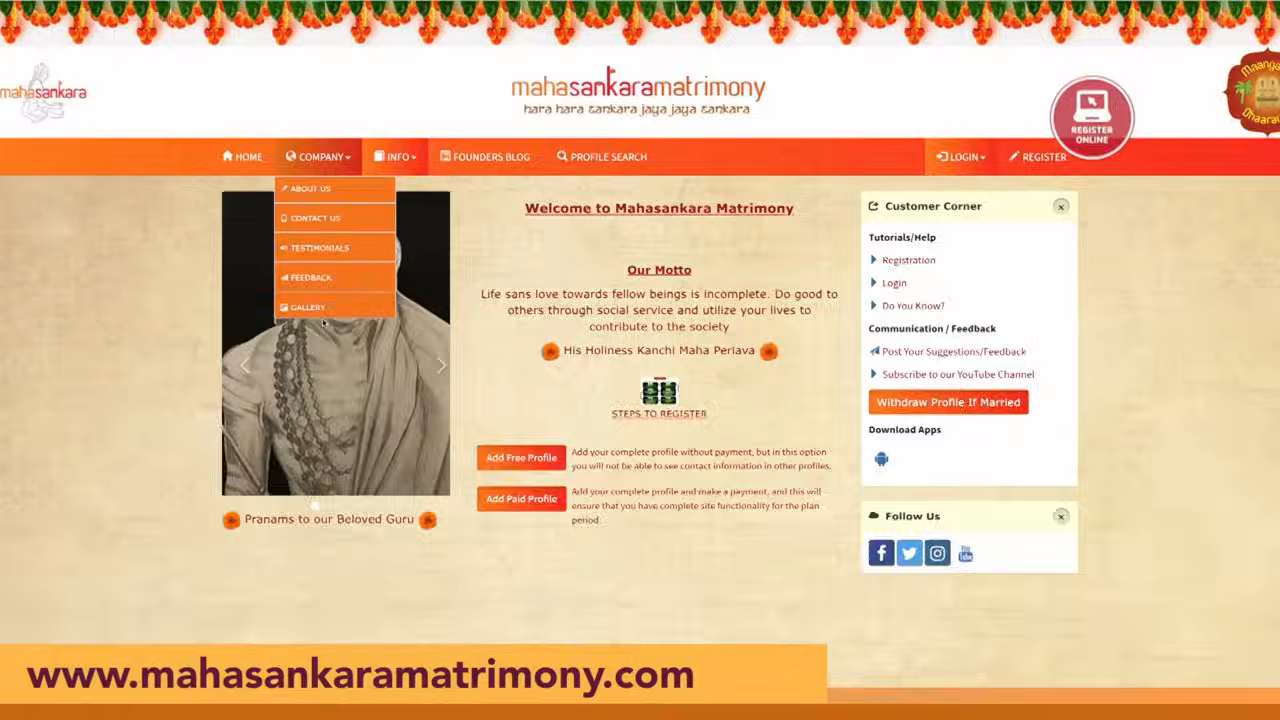 mahasankara
mahasankaramatrimony
hara hara sankara jaya jaya sankara
REGISTER
ONLINE
HOME
COMPANY
INFO
FOUNDERS BLOG
PROFILE SEARCH
LOGIN
REGISTER
ABOUT US
CONTACT US
TESTIMONIALS
FEEDBACK
GALLERY
Pranams to our Beloved Guru
Welcome to Mahasankara Matrimony
Our Motto
Life sans love towards fellow beings is incomplete. Do good to
others through social service and utilize your lives to
contribute to the society
His Holiness Kanchi Maha Periava
STEPS TO REGISTER
Add Free Profile
Add your complete profile without payment, but in this option
you will not be able to see contact information in other profiles.
Add Paid Profile
Add your complete profile and make a payment, and this will
ensure that you have complete site functionality for the plan
period.
Customer Corner
Tutorials/Help
Registration
Login
Do You Know?
Communication / Feedback
Post Your Suggestions/Feedback
Subscribe to our YouTube Channel
Withdraw Profile If Married
Download Apps
Follow Us
You
www.mahasankaramatrimony.com